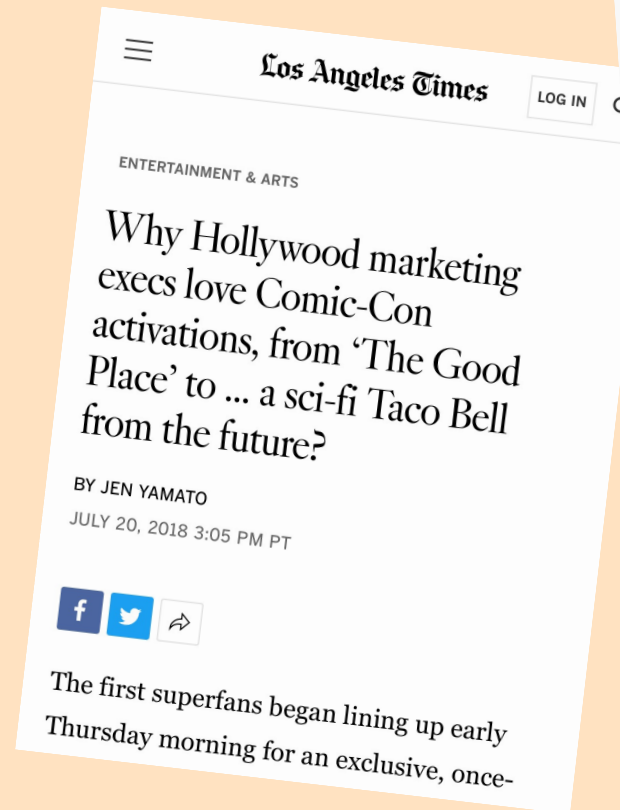 Los Angeles Times
LOG IN
ENTERTAINMENT & ARTS
Why Hollywood marketing
execs love Comic-Con
activations, from ‘The Good
Place’ to ... a sci-fi Taco Bell
from the future?
BY JEN YAMATO
JULY 20, 2018 3:05 PM PT
The first superfans began lining up early
Thursday morning for an exclusive, once-